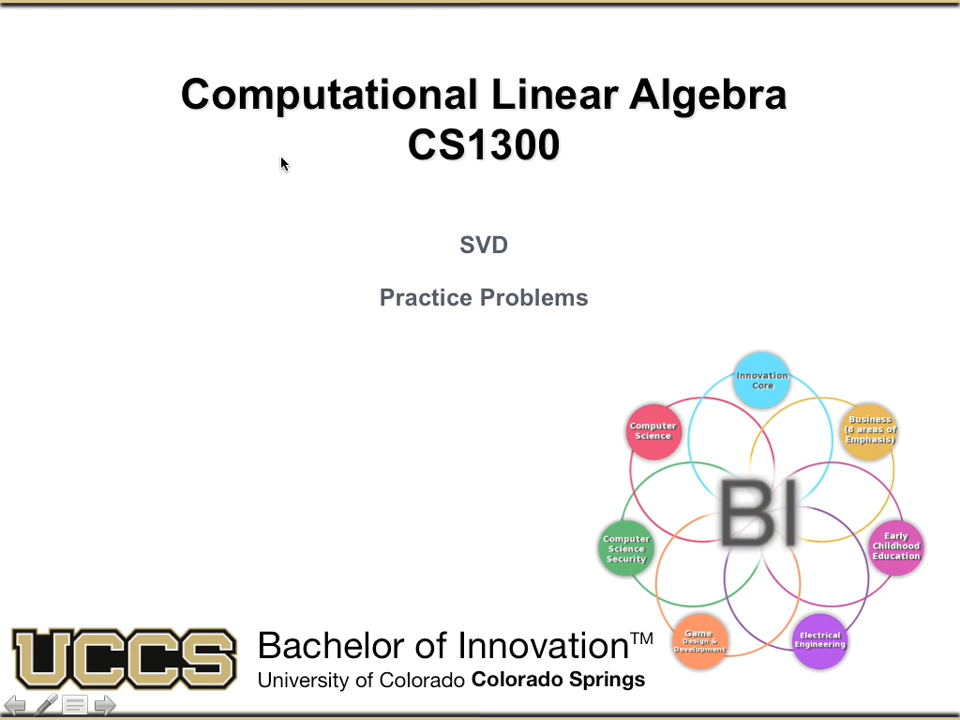 Computational Linear Algebra
CS1300
SVD
Practice Problems
Innovation
Core
Computer
Science
Business
(8 areas of
Emphasis)
BI
Computer
Science
Security
Early
Childhood
Education
Game
Design &
Development
Electrical
Engineering
UCCS
Bachelor of Innovation™
University of Colorado Colorado Springs